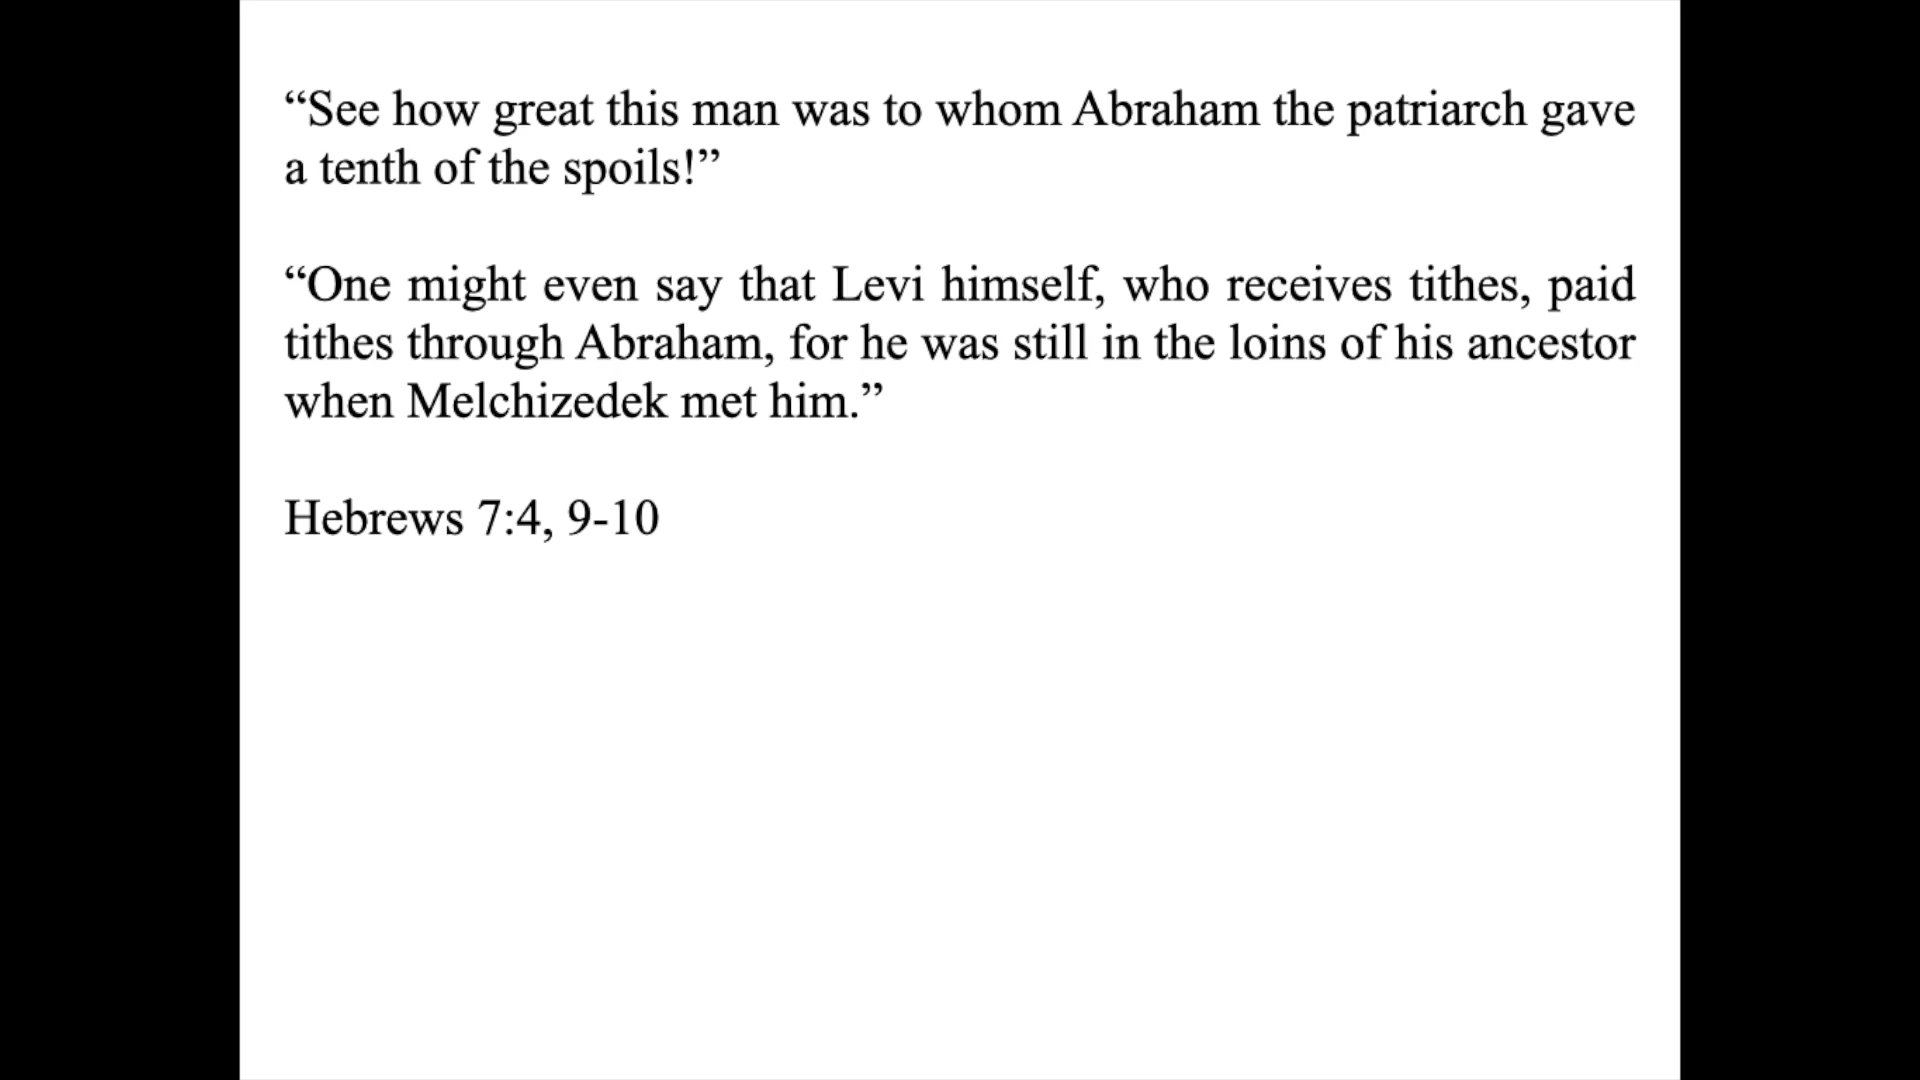 “See how great this man was to whom Abraham the patriarch gave
a tenth of the spoils!”
“One might even say that Levi himself, who receives tithes, paid
tithes through Abraham, for he was still in the loins of his ancestor
when Melchizedek met him.”
Hebrews 7:4, 9-10